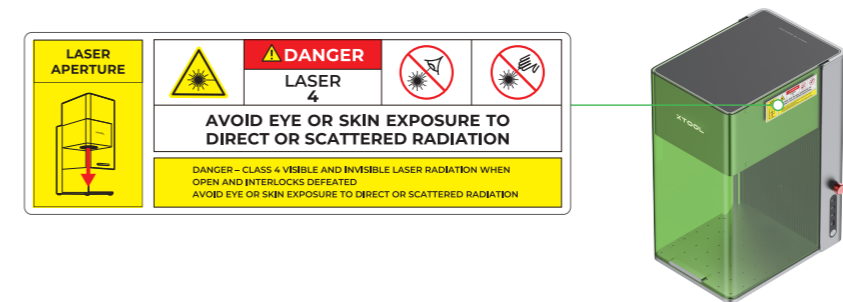 LASER
APERTURE
DANGER
LASER
4
AVOID EYE OR SKIN EXPOSURE TO
DIRECT OR SCATTERED RADIATION
DANGER – CLASS 4 VISIBLE AND INVISIBLE LASER RADIATION WHEN
OPEN AND INTERLOCKS DEFEATED
AVOID EYE OR SKIN EXPOSURE TO DIRECT OR SCATTERED RADIATION
XTOOL